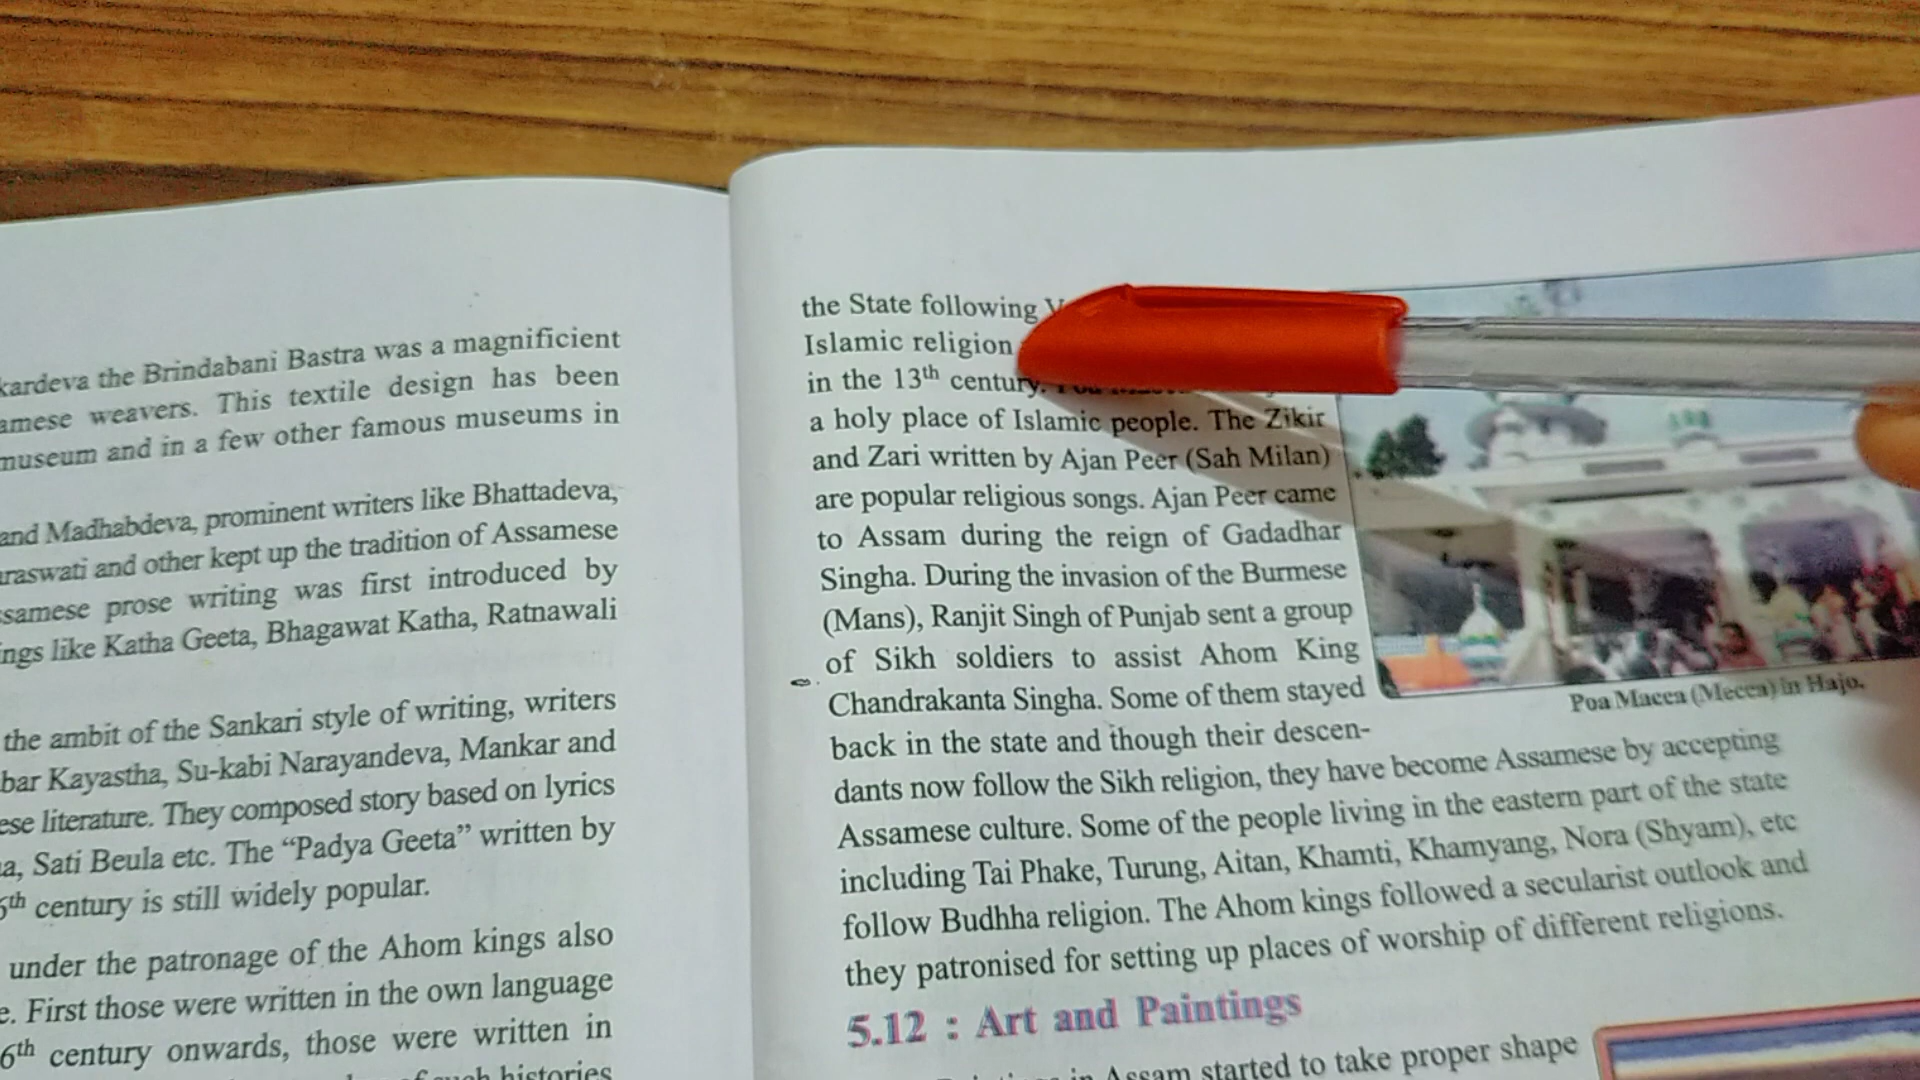 kardeva the Brindabani Bastra was a magnificient
amese weavers. This textile design has been
museum and in a few other famous museums in
and Madhabdeva, prominent writers like Bhattadeva,
araswati and other kept up the tradition of Assamese
samese prose writing was first introduced by
ings like Katha Geeta, Bhagawat Katha, Ratnawali
the ambit of the Sankari style of writing, writers
bar Kayastha, Su-kabi Narayandeva, Mankar and
ese literature. They composed story based on lyrics
a, Sati Beula etc. The “Padya Geeta” written by
century is still widely popular.
under the patronage of the Ahom kings also
e. First those were written in the own language
6th century onwards, those were written in
such histories
the State following
Islamic religion
in the 13th century.
a holy place of Islamic people. The Zikir
and Zari written by Ajan Peer (Sah Milan)
are popular religious songs. Ajan Peer came
to Assam during the reign of Gadadhar
Singha. During the invasion of the Burmese
(Mans), Ranjit Singh of Punjab sent a group
of Sikh soldiers to assist Ahom King
Chandrakanta Singha. Some of them stayed
back in the state and though their descen-
dants now follow the Sikh religion, they have become Assamese by accepting
Assamese culture. Some of the people living in the eastern part of the state
including Tai Phake, Turung, Aitan, Khamti, Khamyang, Nora (Shyam), etc
follow Budhha religion. The Ahom kings followed a secularist outlook and
they patronised for setting up places of worship of different religions.
Poa Macca (Mecca) in Hajo.
5.12 : Art and Paintings
in Assam started to take proper shape